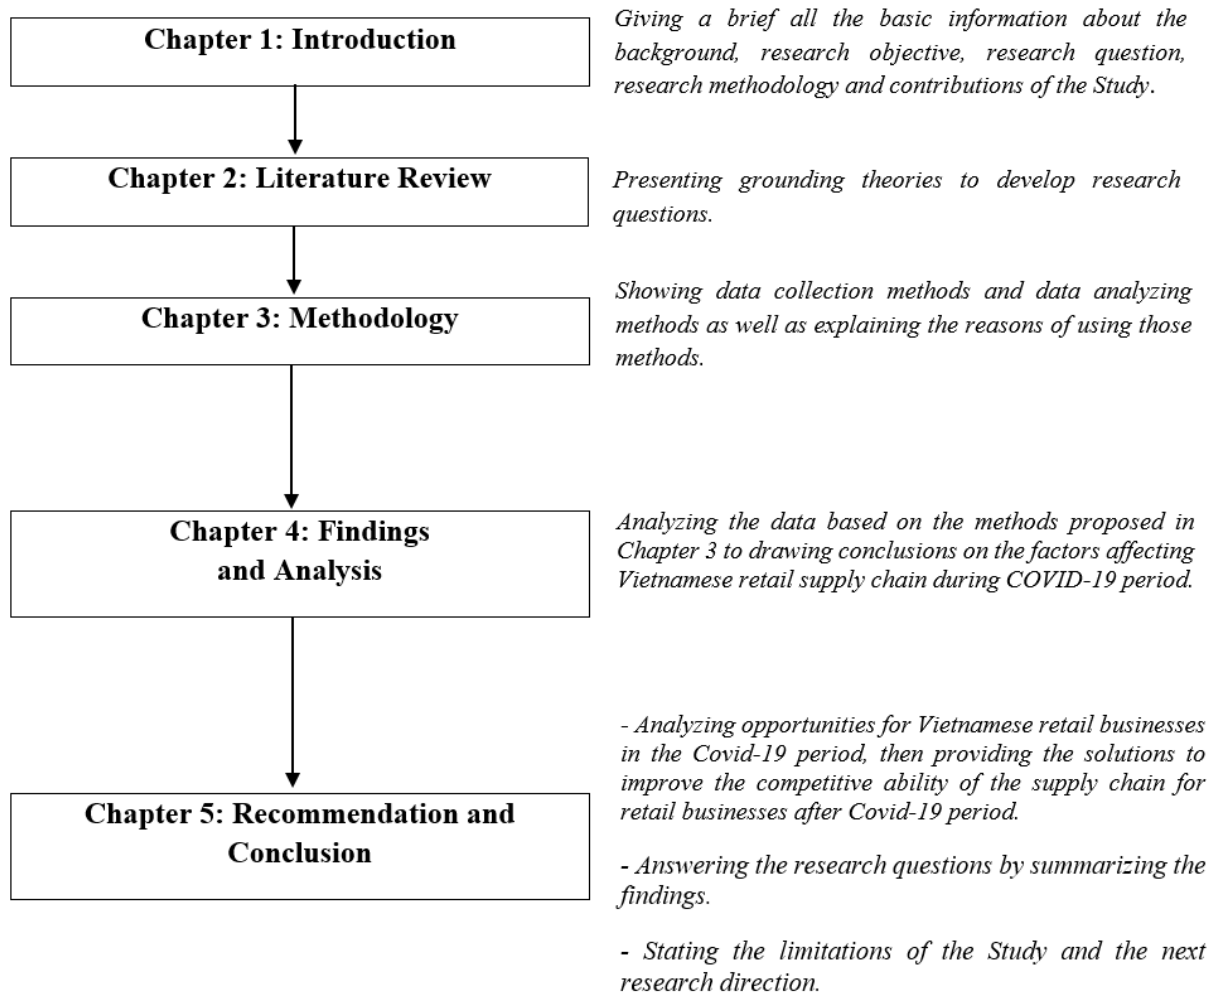 Chapter 1: Introduction
Giving a brief all the basic information about the
background, research objective, research question,
research methodology and contributions of the Study.
Chapter 2: Literature Review
Presenting grounding theories to develop research
questions.
Chapter 3: Methodology
Showing data collection methods and data analyzing
methods as well as explaining the reasons of using those
methods.
Chapter 4: Findings
and Analysis
Analyzing the data based on the methods proposed in
Chapter 3 to drawing conclusions on the factors affecting
Vietnamese retail supply chain during COVID-19 period.
Chapter 5: Recommendation and
Conclusion
- Analyzing opportunities for Vietnamese retail businesses
in the Covid-19 period, then providing the solutions to
improve the competitive ability of the supply chain for
retail businesses after Covid-19 period.
- Answering the research questions by summarizing the
findings.
- Stating the limitations of the Study and the next
research direction.